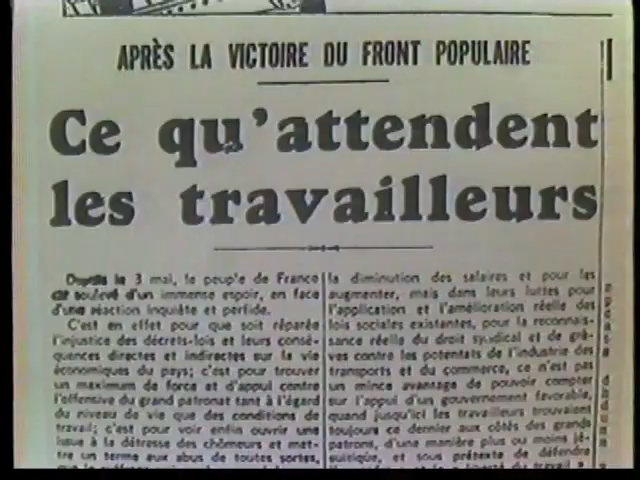 APRÈS LA VICTOIRE DU FRONT POPULAIRE
Ce qu'attendent
les travailleurs
Depuis le 3 mai, le peuple de France
est soulevé d'un immense espoir, en face
d'une réaction inquiète et perfide.
C'est en effet pour que soit réparée
l'injustice des décrets-lois et leurs consé-
quences directes et indirectes sur la vie
économiques du pays; c'est pour trouver
un maximum de force et d'appui contre
l'offensive du grand patronat tant à l'égard
du niveau de vie que des conditions de
travail; c'est pour voir enfin ouvrir une
issue à la détresse des chômeurs et met-
tre un terme aux abus de toutes sortes,
la diminution des salaires et pour les
augmenter, mais dans leurs luttes pour
l'application et l'amélioration réelle des
lois sociales existantes, pour la reconnais-
sance réelle du droit syndical et de grè-
ves contre les potentats de l'industrie des
transports et du commerce, ce n'est pas
un mince avantage de pouvoir compter
sur l'appui d'un gouvernement favorable,
quand jusqu'ici les travailleurs trouvaient
toujours ce dernier aux côtés des grands
patrons, d'une manière plus ou moins jé-
suitique, et sous prétexte de défendre